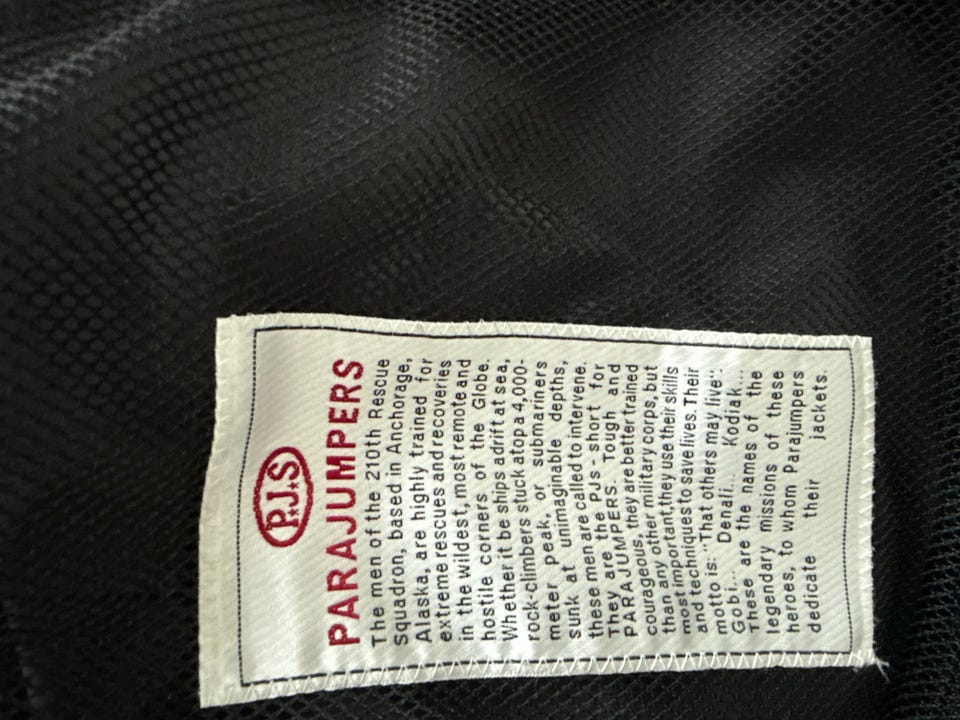 P.J.S
PARAJUMPERS
The men of the 210th Rescue
Squadron, based in Anchorage,
Alaska, are highly trained for
extreme rescues and recoveries
in the wildest, most remote and
hostile corners of the Globe.
Whether it be ships adrift at sea,
rock-climbers stuck atop a 4,000-
meter peak, or submariners
sunk at unimaginable depths,
these men are called to intervene.
They are the PJs - short for
PARAJUMPERS. Tough and
courageous, they are better trained
than any other military corps, but
most important, they use their skills
and techniques to save lives. Their
motto is: "That others may live":
Gobi... Denali... Kodiak...
These are the names of the
legendary missions of these
heroes, to whom Parajumpers
dedicate their jackets.